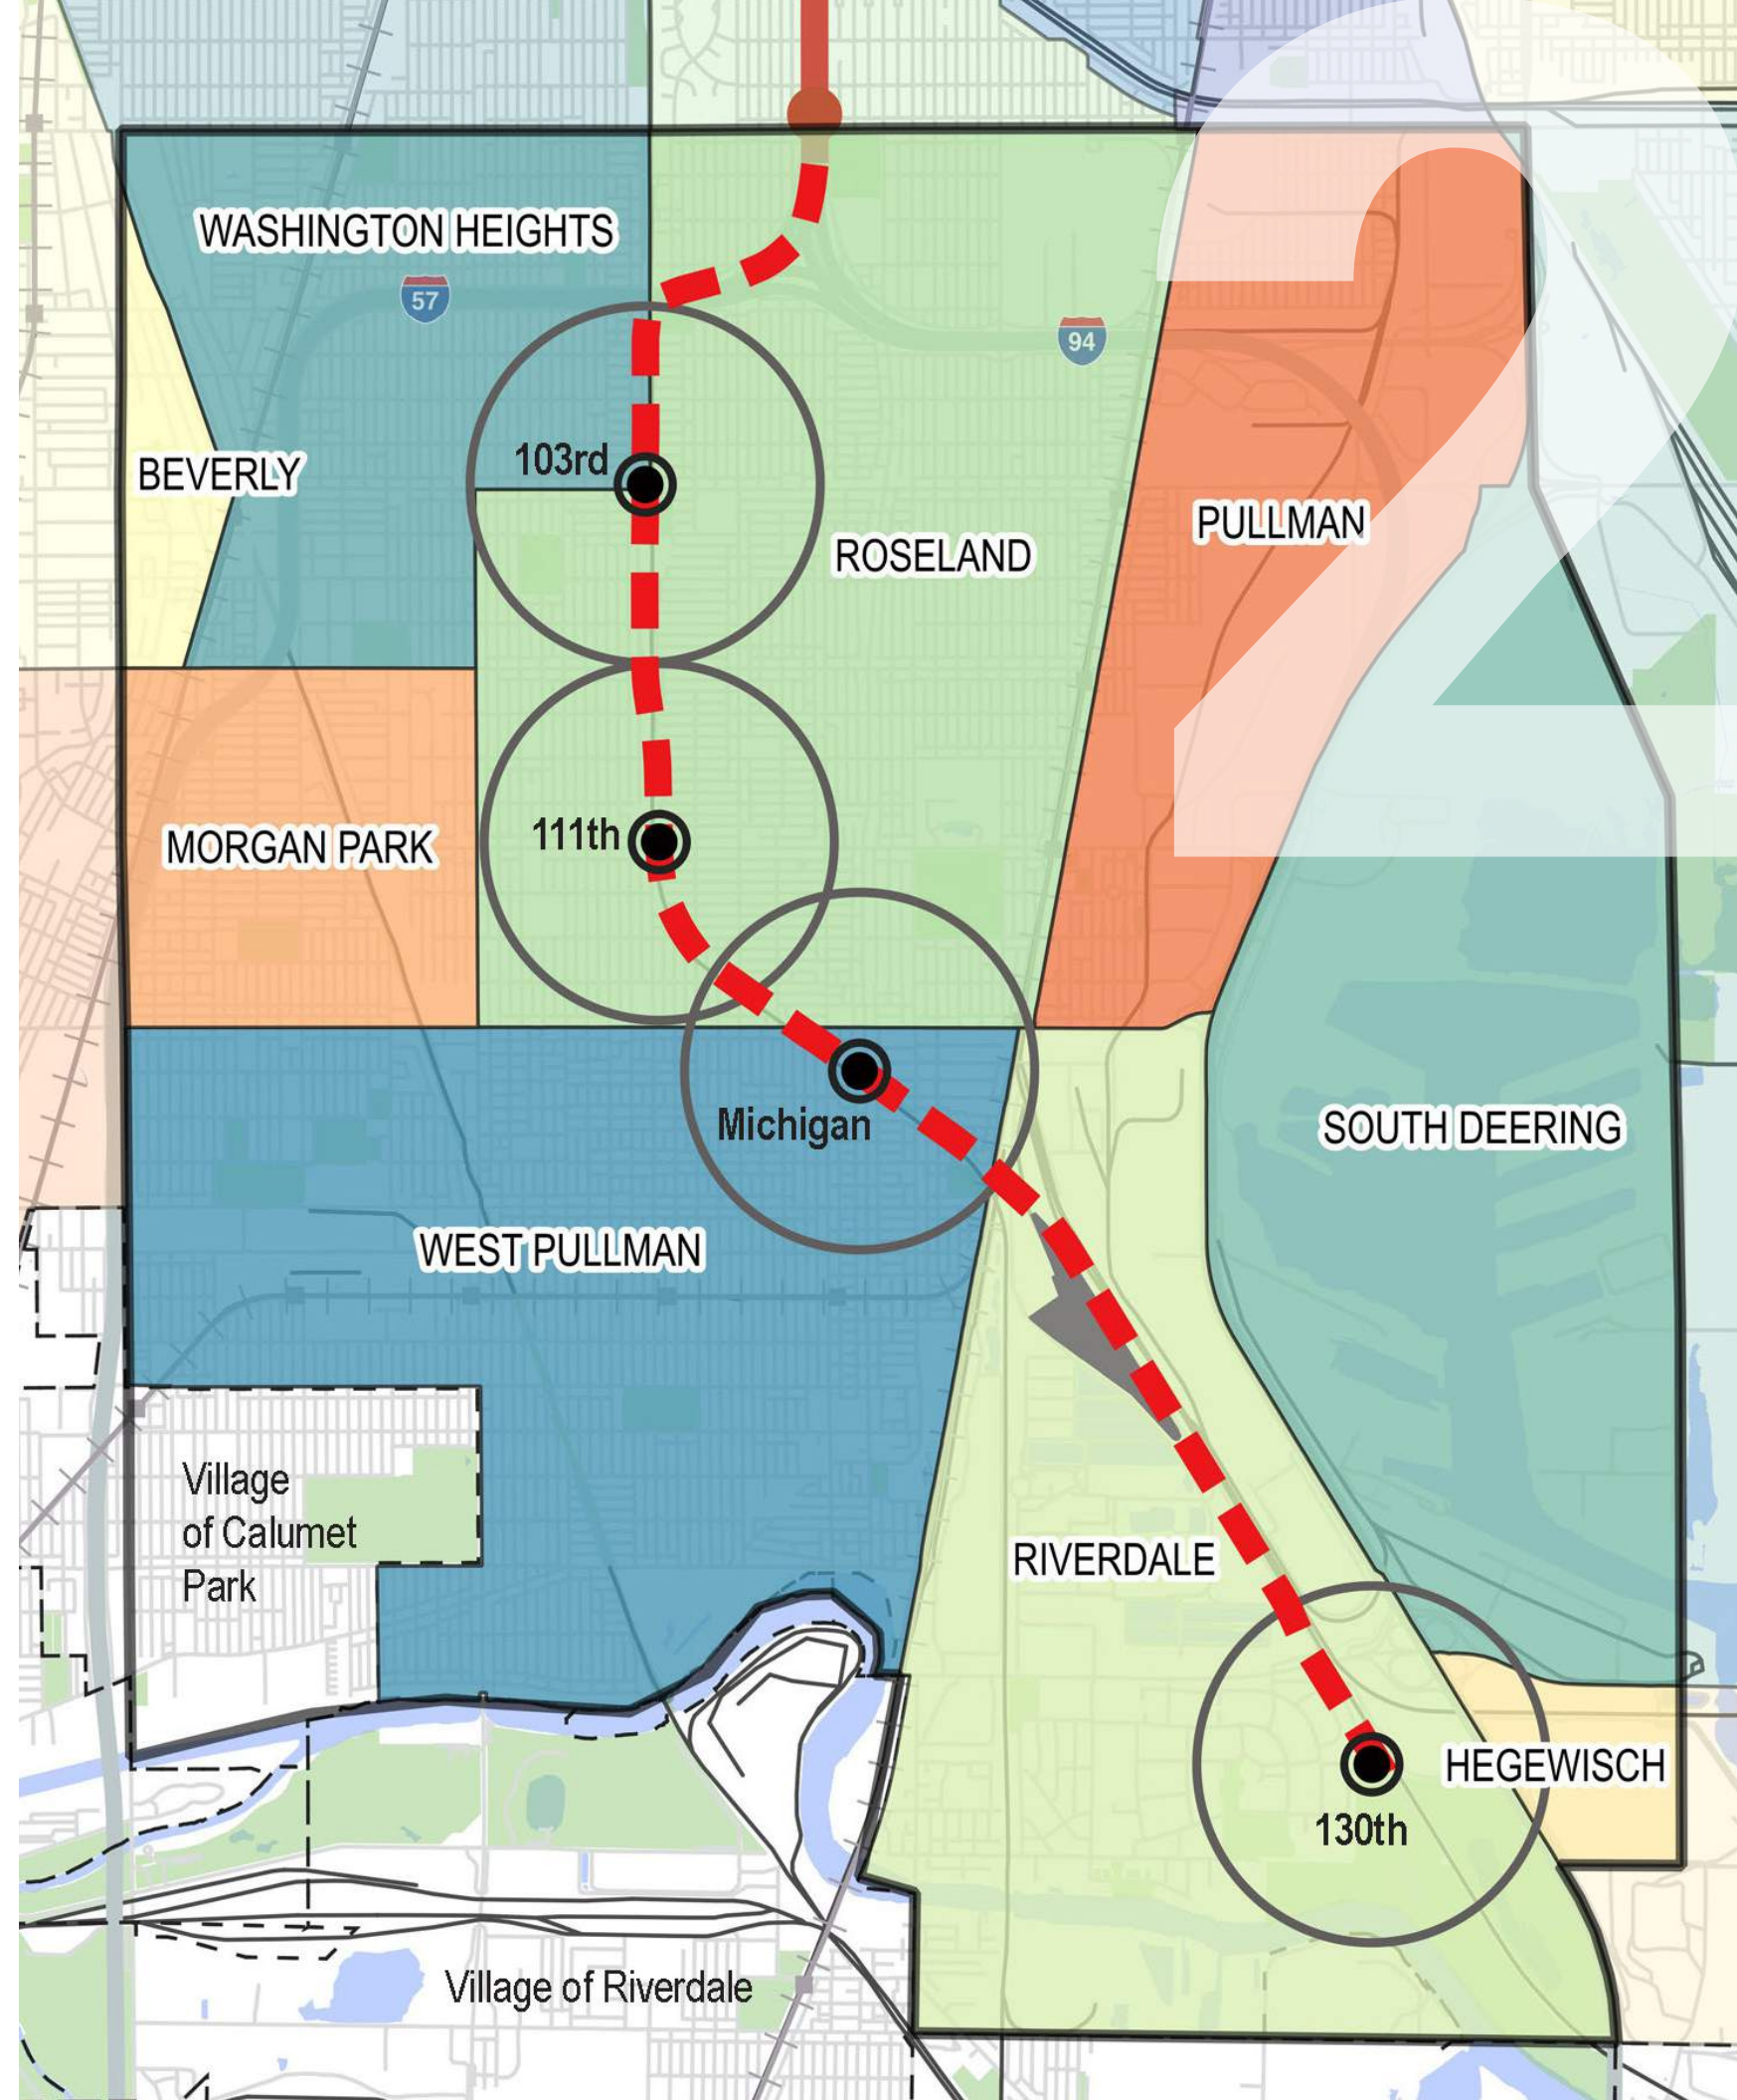 2
WASHINGTON HEIGHTS
57
94
103rd
BEVERLY
PULLMAN
ROSELAND
111th
MORGAN PARK
Michigan
SOUTH DEERING
WEST PULLMAN
Village
of Calumet
Park
RIVERDALE
HEGEWISCH
130th
Village of Riverdale